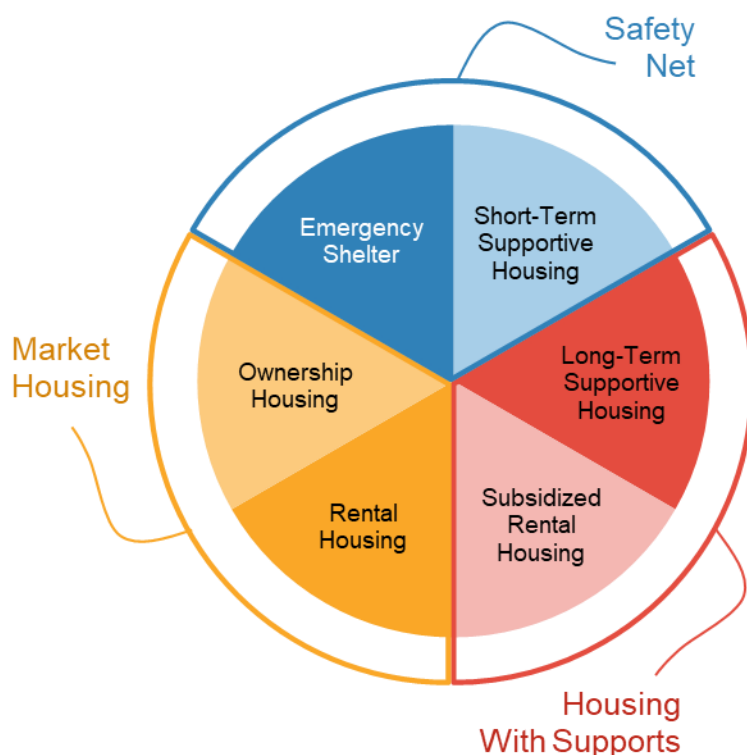 Safety
Net
Emergency
Shelter
Short-Term
Supportive
Housing
Market
Housing
Ownership
Housing
Long-Term
Supportive
Housing
Rental
Housing
Subsidized
Rental
Housing
Housing
With Supports